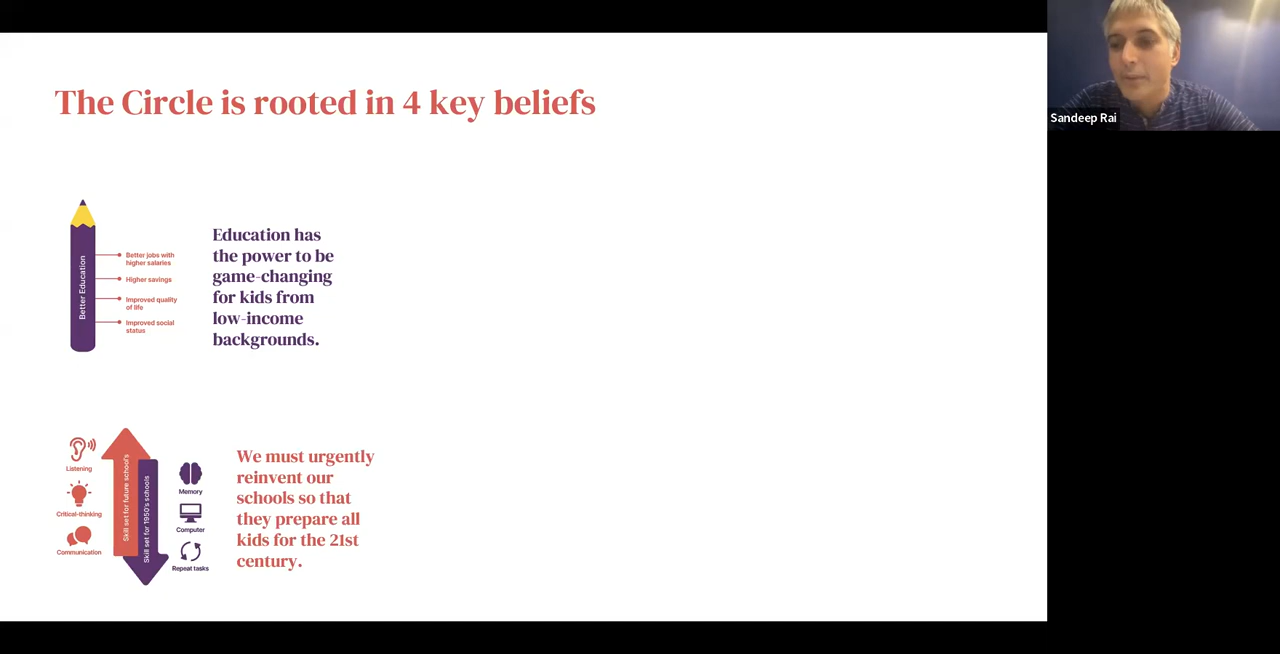 The Circle is rooted in 4 key beliefs
Sandeep Rai
Better Education
Better jobs with
higher salaries
Higher savings
Improved quality
of life
Improved social
status
Education has
the power to be
game-changing
for kids from
low-income
backgrounds.
Listening
Critical-thinking
Communication
Skill set for future school's
Skill set for 1950's schools
Memory
Computer
Repeat tasks
We must urgently
reinvent our
schools so that
they prepare all
kids for the 21st
century.